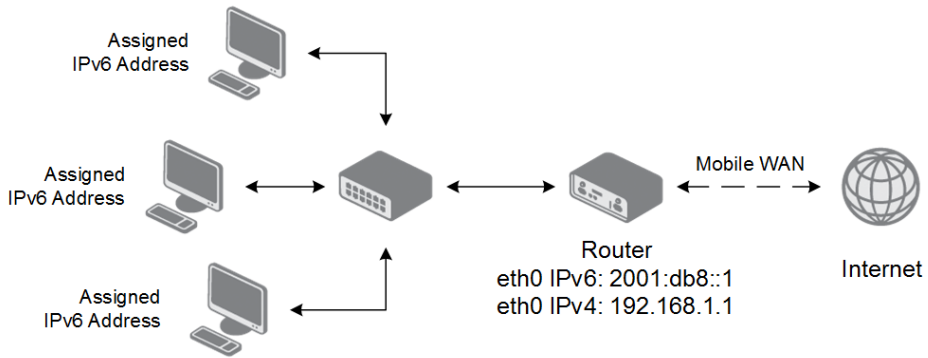 Assigned
IPv6 Address
Assigned
IPv6 Address
Assigned
IPv6 Address
Mobile WAN
Router
eth0 IPv6: 2001:db8::1
eth0 IPv4: 192.168.1.1
Internet